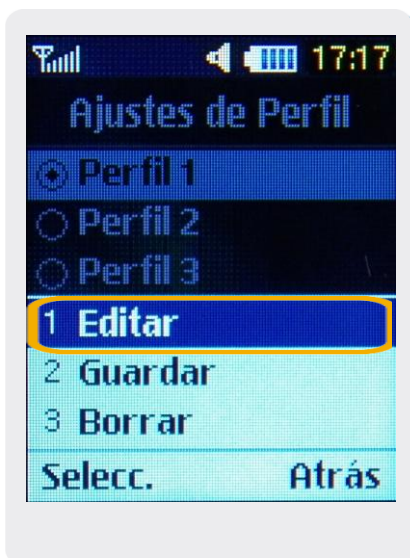 17:17
Ajustes de Perfil
Perfil 1
Perfil 2
Perfil 3
1 Editar
2 Guardar
3 Borrar
Selecc. Atrás